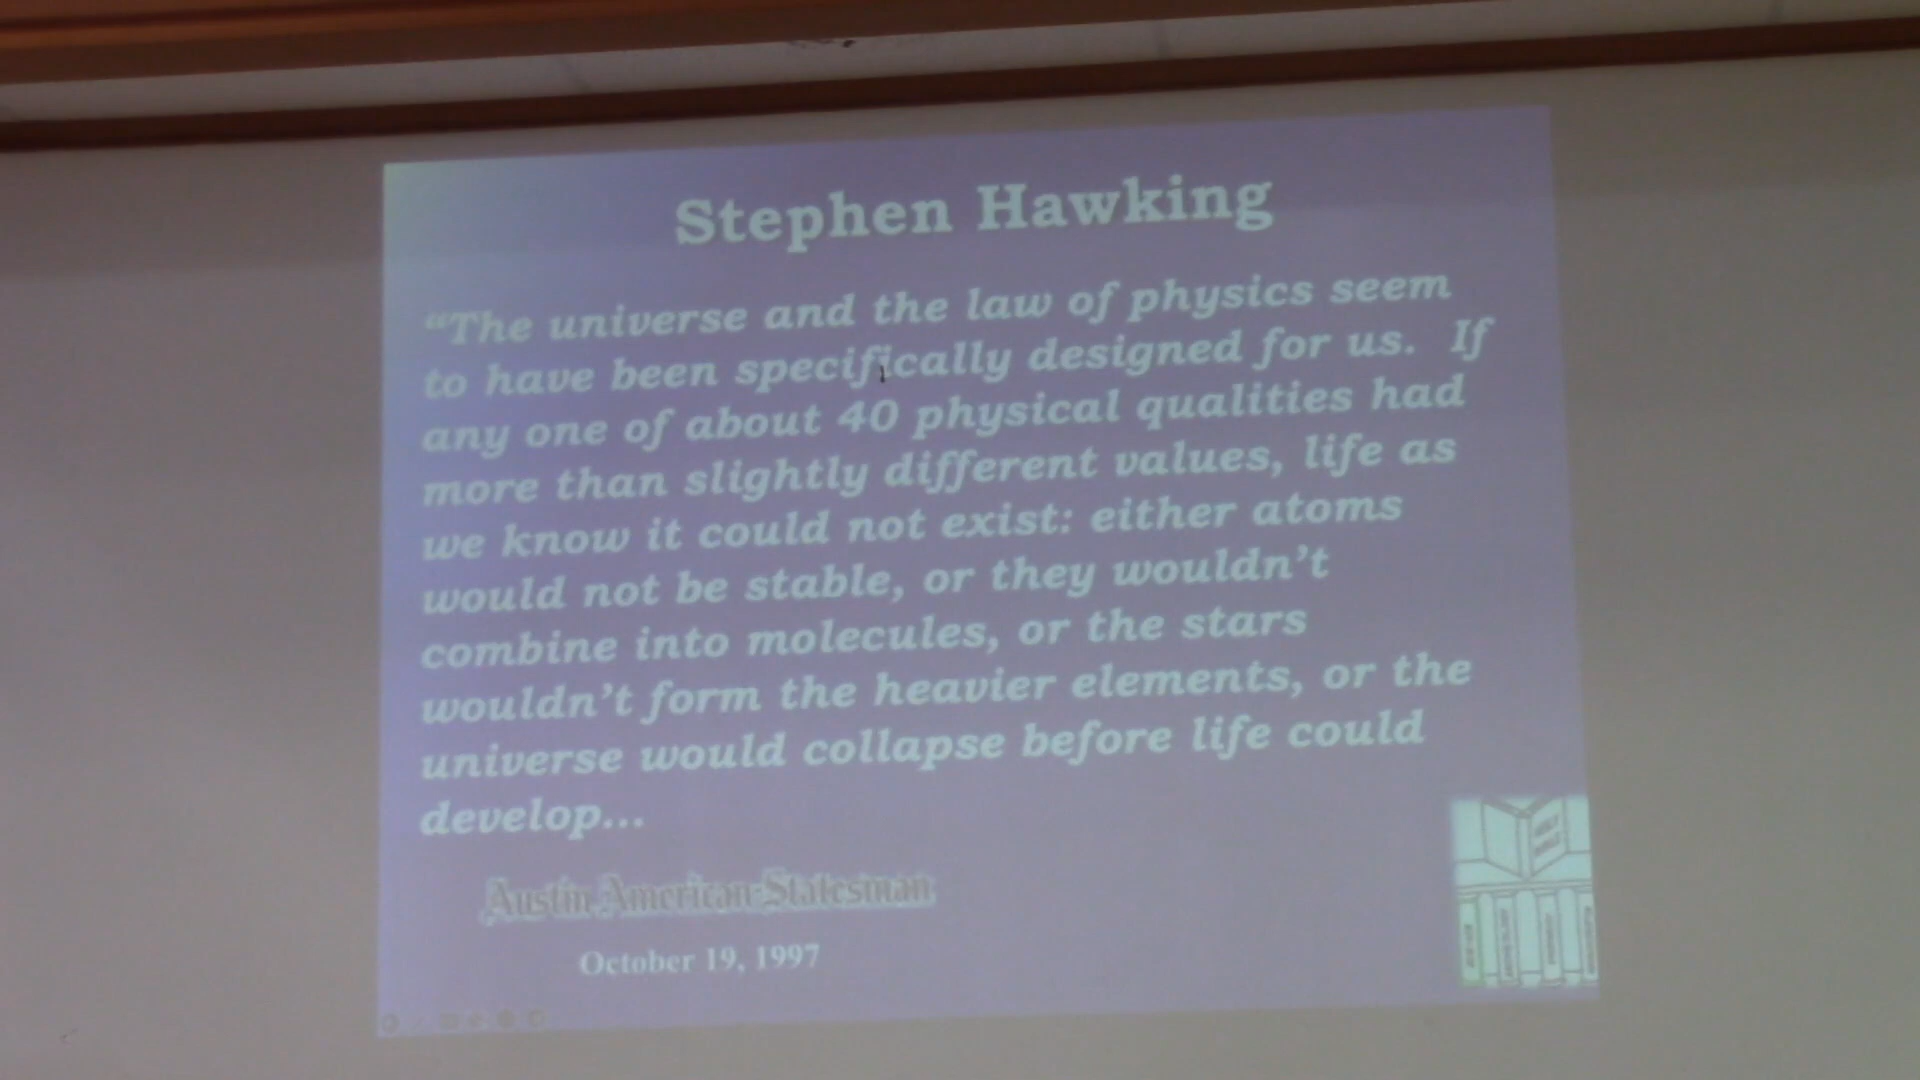 Stephen Hawking
“The universe and the law of physics seem
to have been specifically designed for us. If
any one of about 40 physical qualities had
more than slightly different values, life as
we know it could not exist: either atoms
would not be stable, or they wouldn’t
combine into molecules, or the stars
wouldn’t form the heavier elements, or the
universe would collapse before life could
develop...
Austin American-Statesman
October 19, 1997